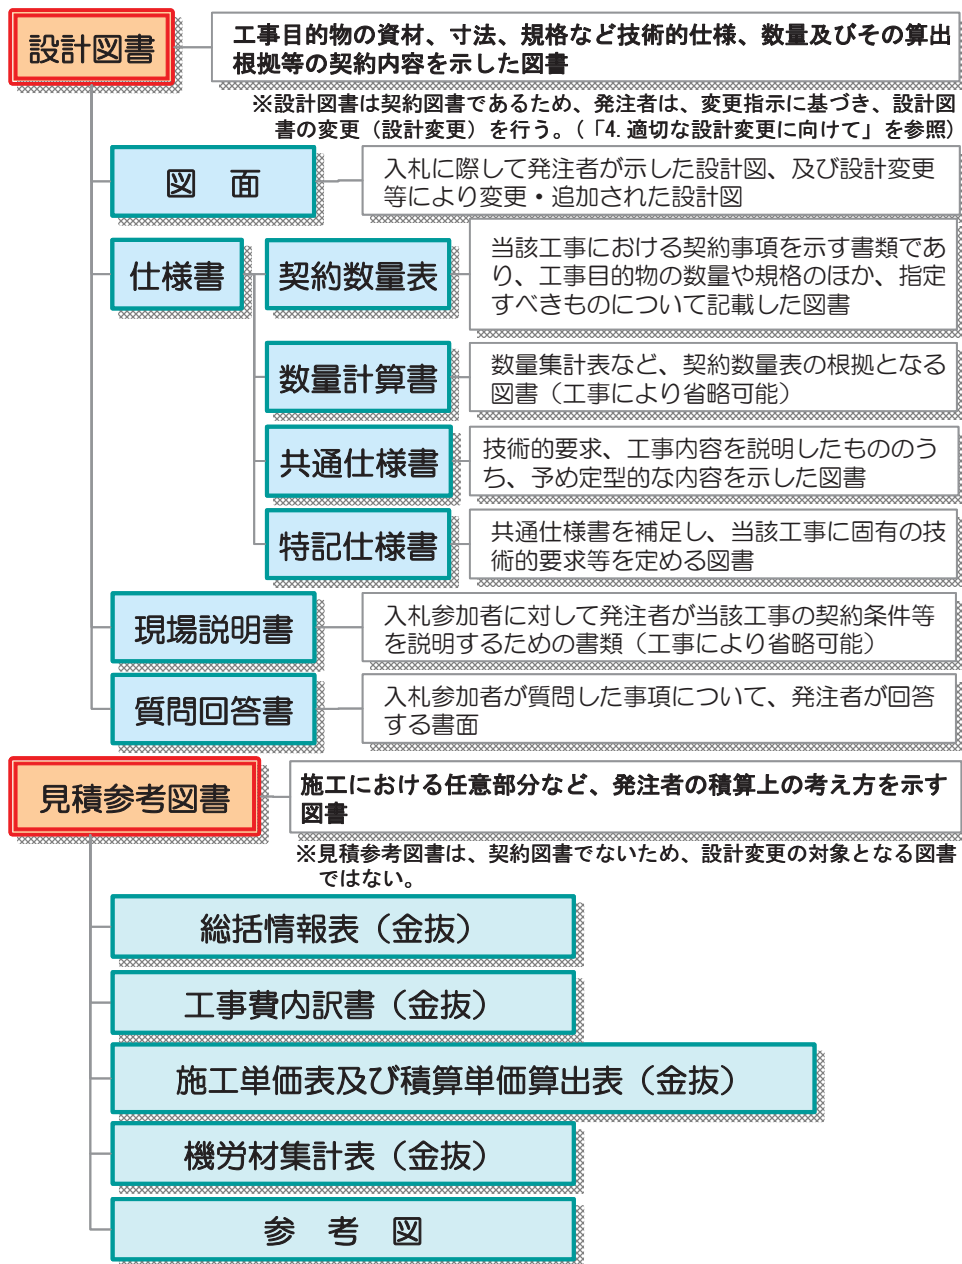 設計図書
工事目的物の資材、寸法、規格など技術的仕様、数量及びその算出
根拠等の契約内容を示した図書
※設計図書は契約図書であるため、発注者は、変更指示に基づき、設計図
書の変更（設計変更）を行う。(「4. 適切な設計変更に向けて」を参照)
図　面
入札に際して発注者が示した設計図、及び設計変更
等により変更・追加された設計図
仕様書
契約数量表
当該工事における契約事項を示す書類であ
り、工事目的物の数量や規格のほか、指定
すべきものについて記載した図書
数量計算書
数量集計表など、契約数量表の根拠となる
図書（工事により省略可能）
共通仕様書
技術的要求、工事内容を説明したもののう
ち、予め定型的な内容を示した図書
特記仕様書
共通仕様書を補足し、当該工事に固有の技
術的要求等を定める図書
現場説明書
入札参加者に対して発注者が当該工事の契約条件等
を説明するための書類（工事により省略可能）
質問回答書
入札参加者が質問した事項について、発注者が回答
する書面
見積参考図書
施工における任意部分など、発注者の積算上の考え方を示す
図書
※見積参考図書は、契約図書でないため、設計変更の対象となる図書
ではない。
総括情報表（金抜）
工事費内訳書（金抜）
施工単価表及び積算単価算出表（金抜）
機労材集計表（金抜）
参　考　図